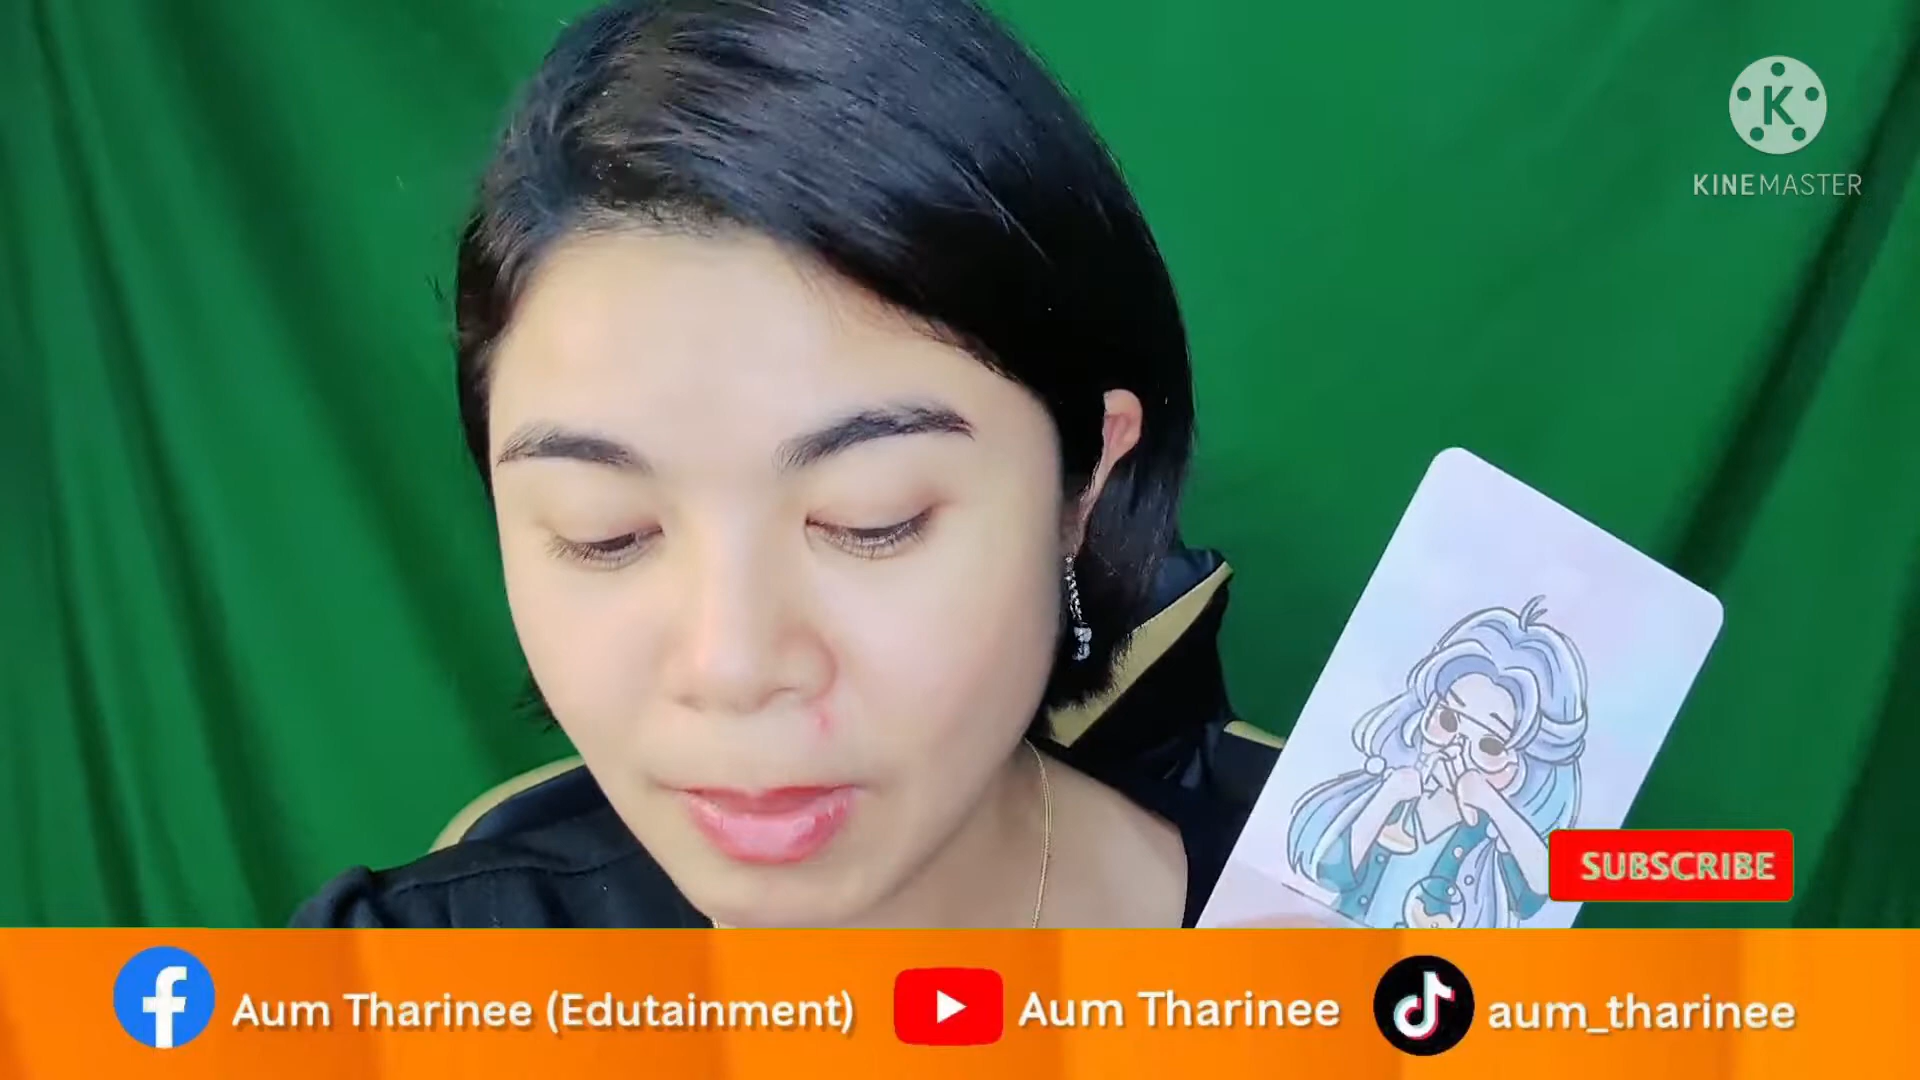 K
KINEMASTER
SUBSCRIBE
Aum Tharinee (Edutainment)
Aum Tharinee
aum_tharinee